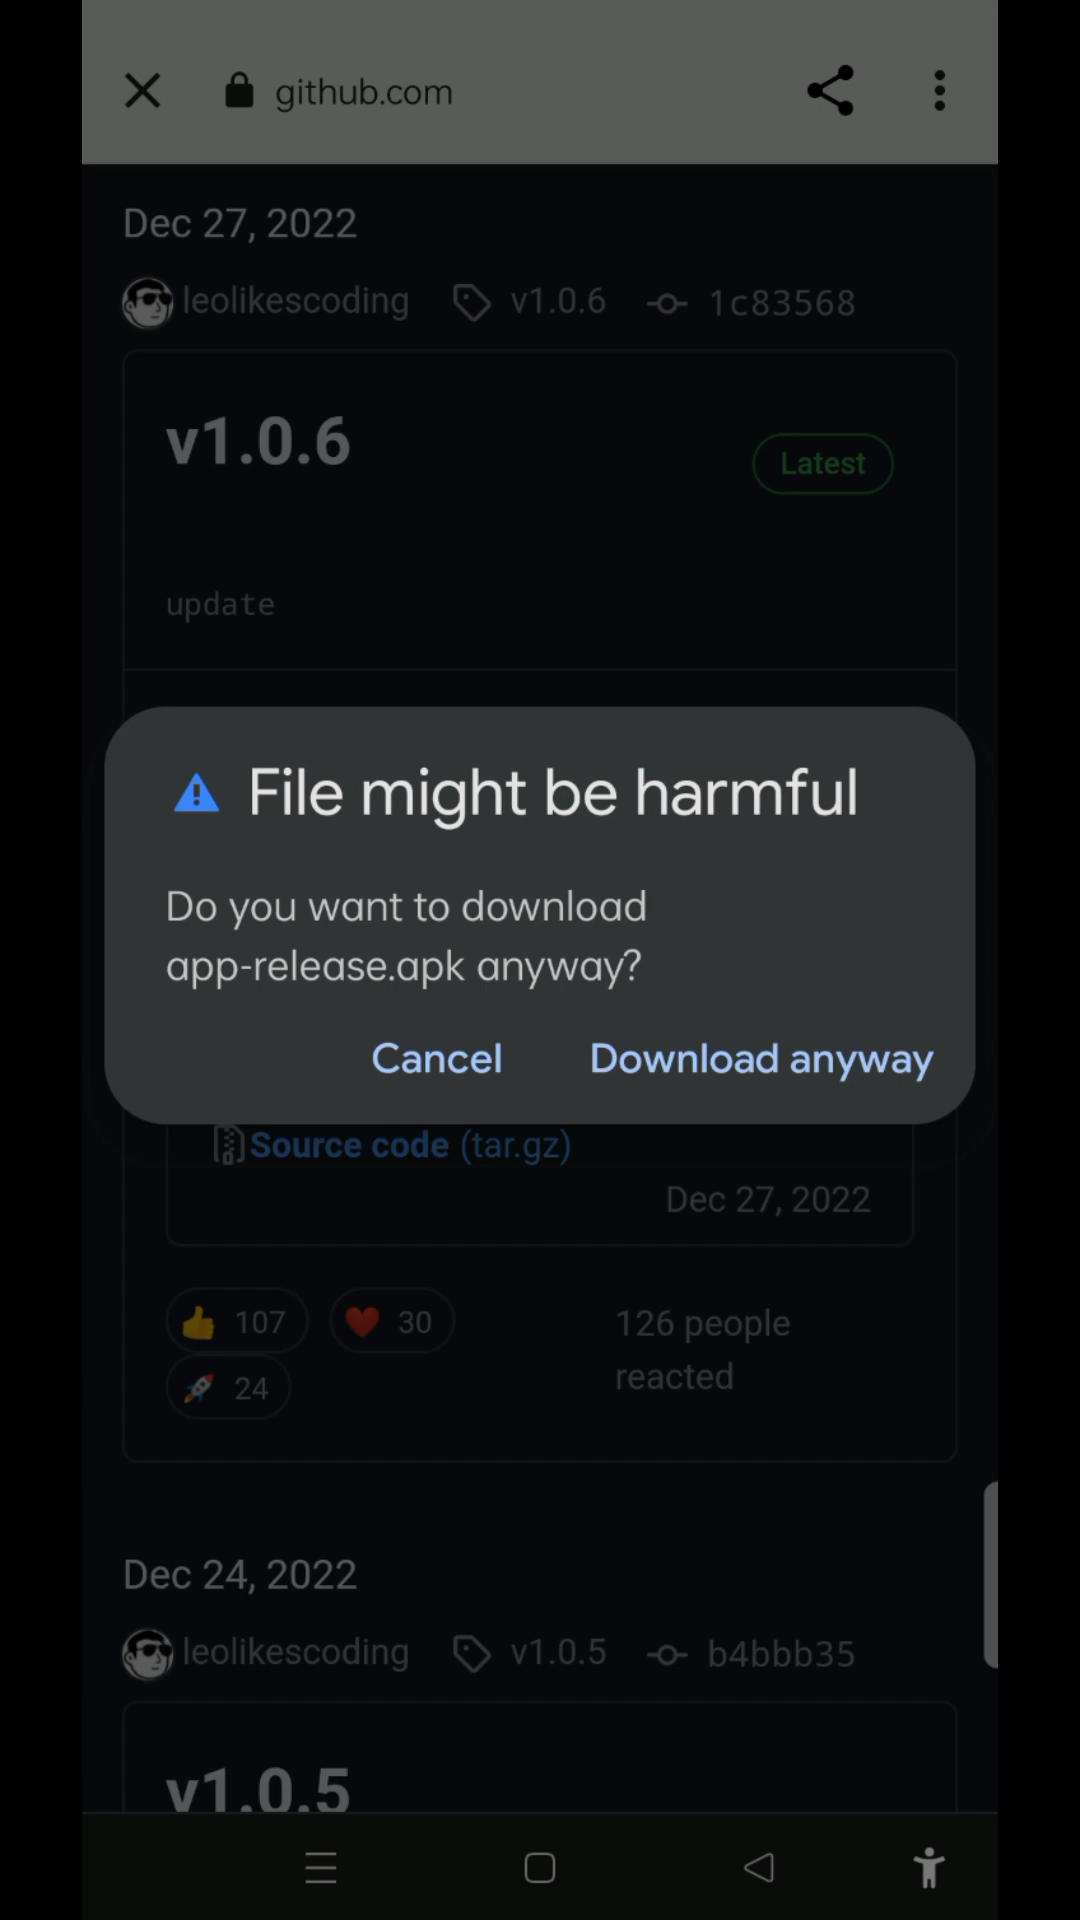 github.com
Dec 27, 2022
leolikescoding v1.0.6 1c83568
v1.0.6
Latest
update
File might be harmful
Do you want to download
app-release.apk anyway?
Cancel Download anyway
Source code (tar.gz)
Dec 27, 2022
107 30 126 people
24 reacted
Dec 24, 2022
leolikescoding v1.0.5 b4bbb35
v1.0.5